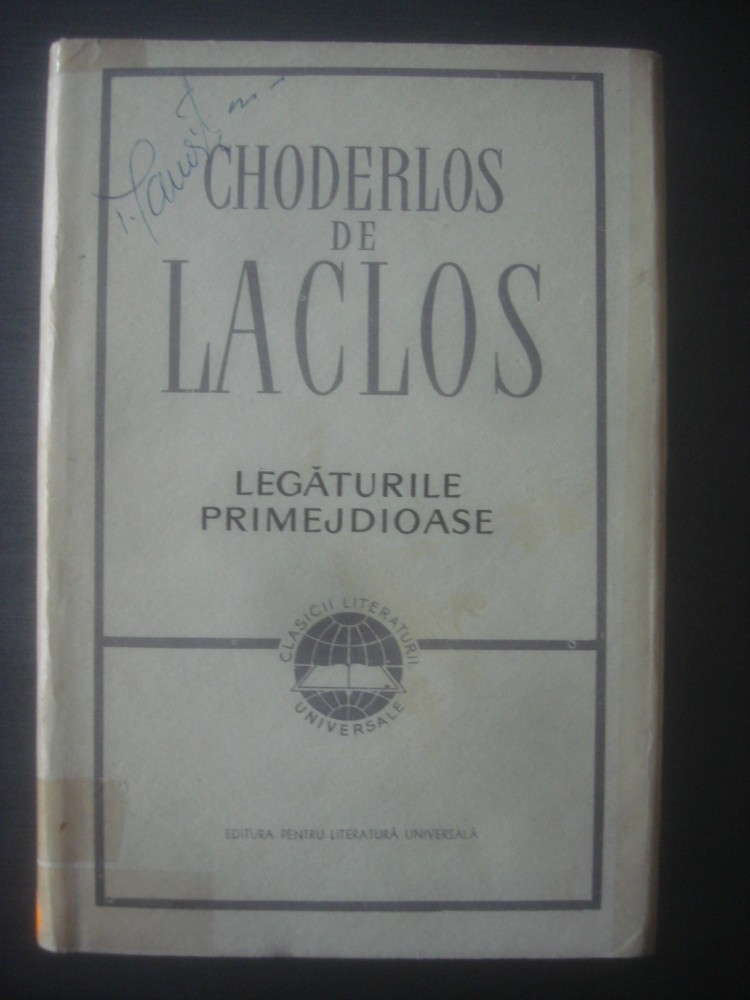 CHODERLOS
DE
LACLOS
LEGĂTURILE
PRIMEJDIOASE
CLASICII LITERATURII
UNIVERSALE
EDITURA PENTRU LITERATURĂ UNIVERSALĂ